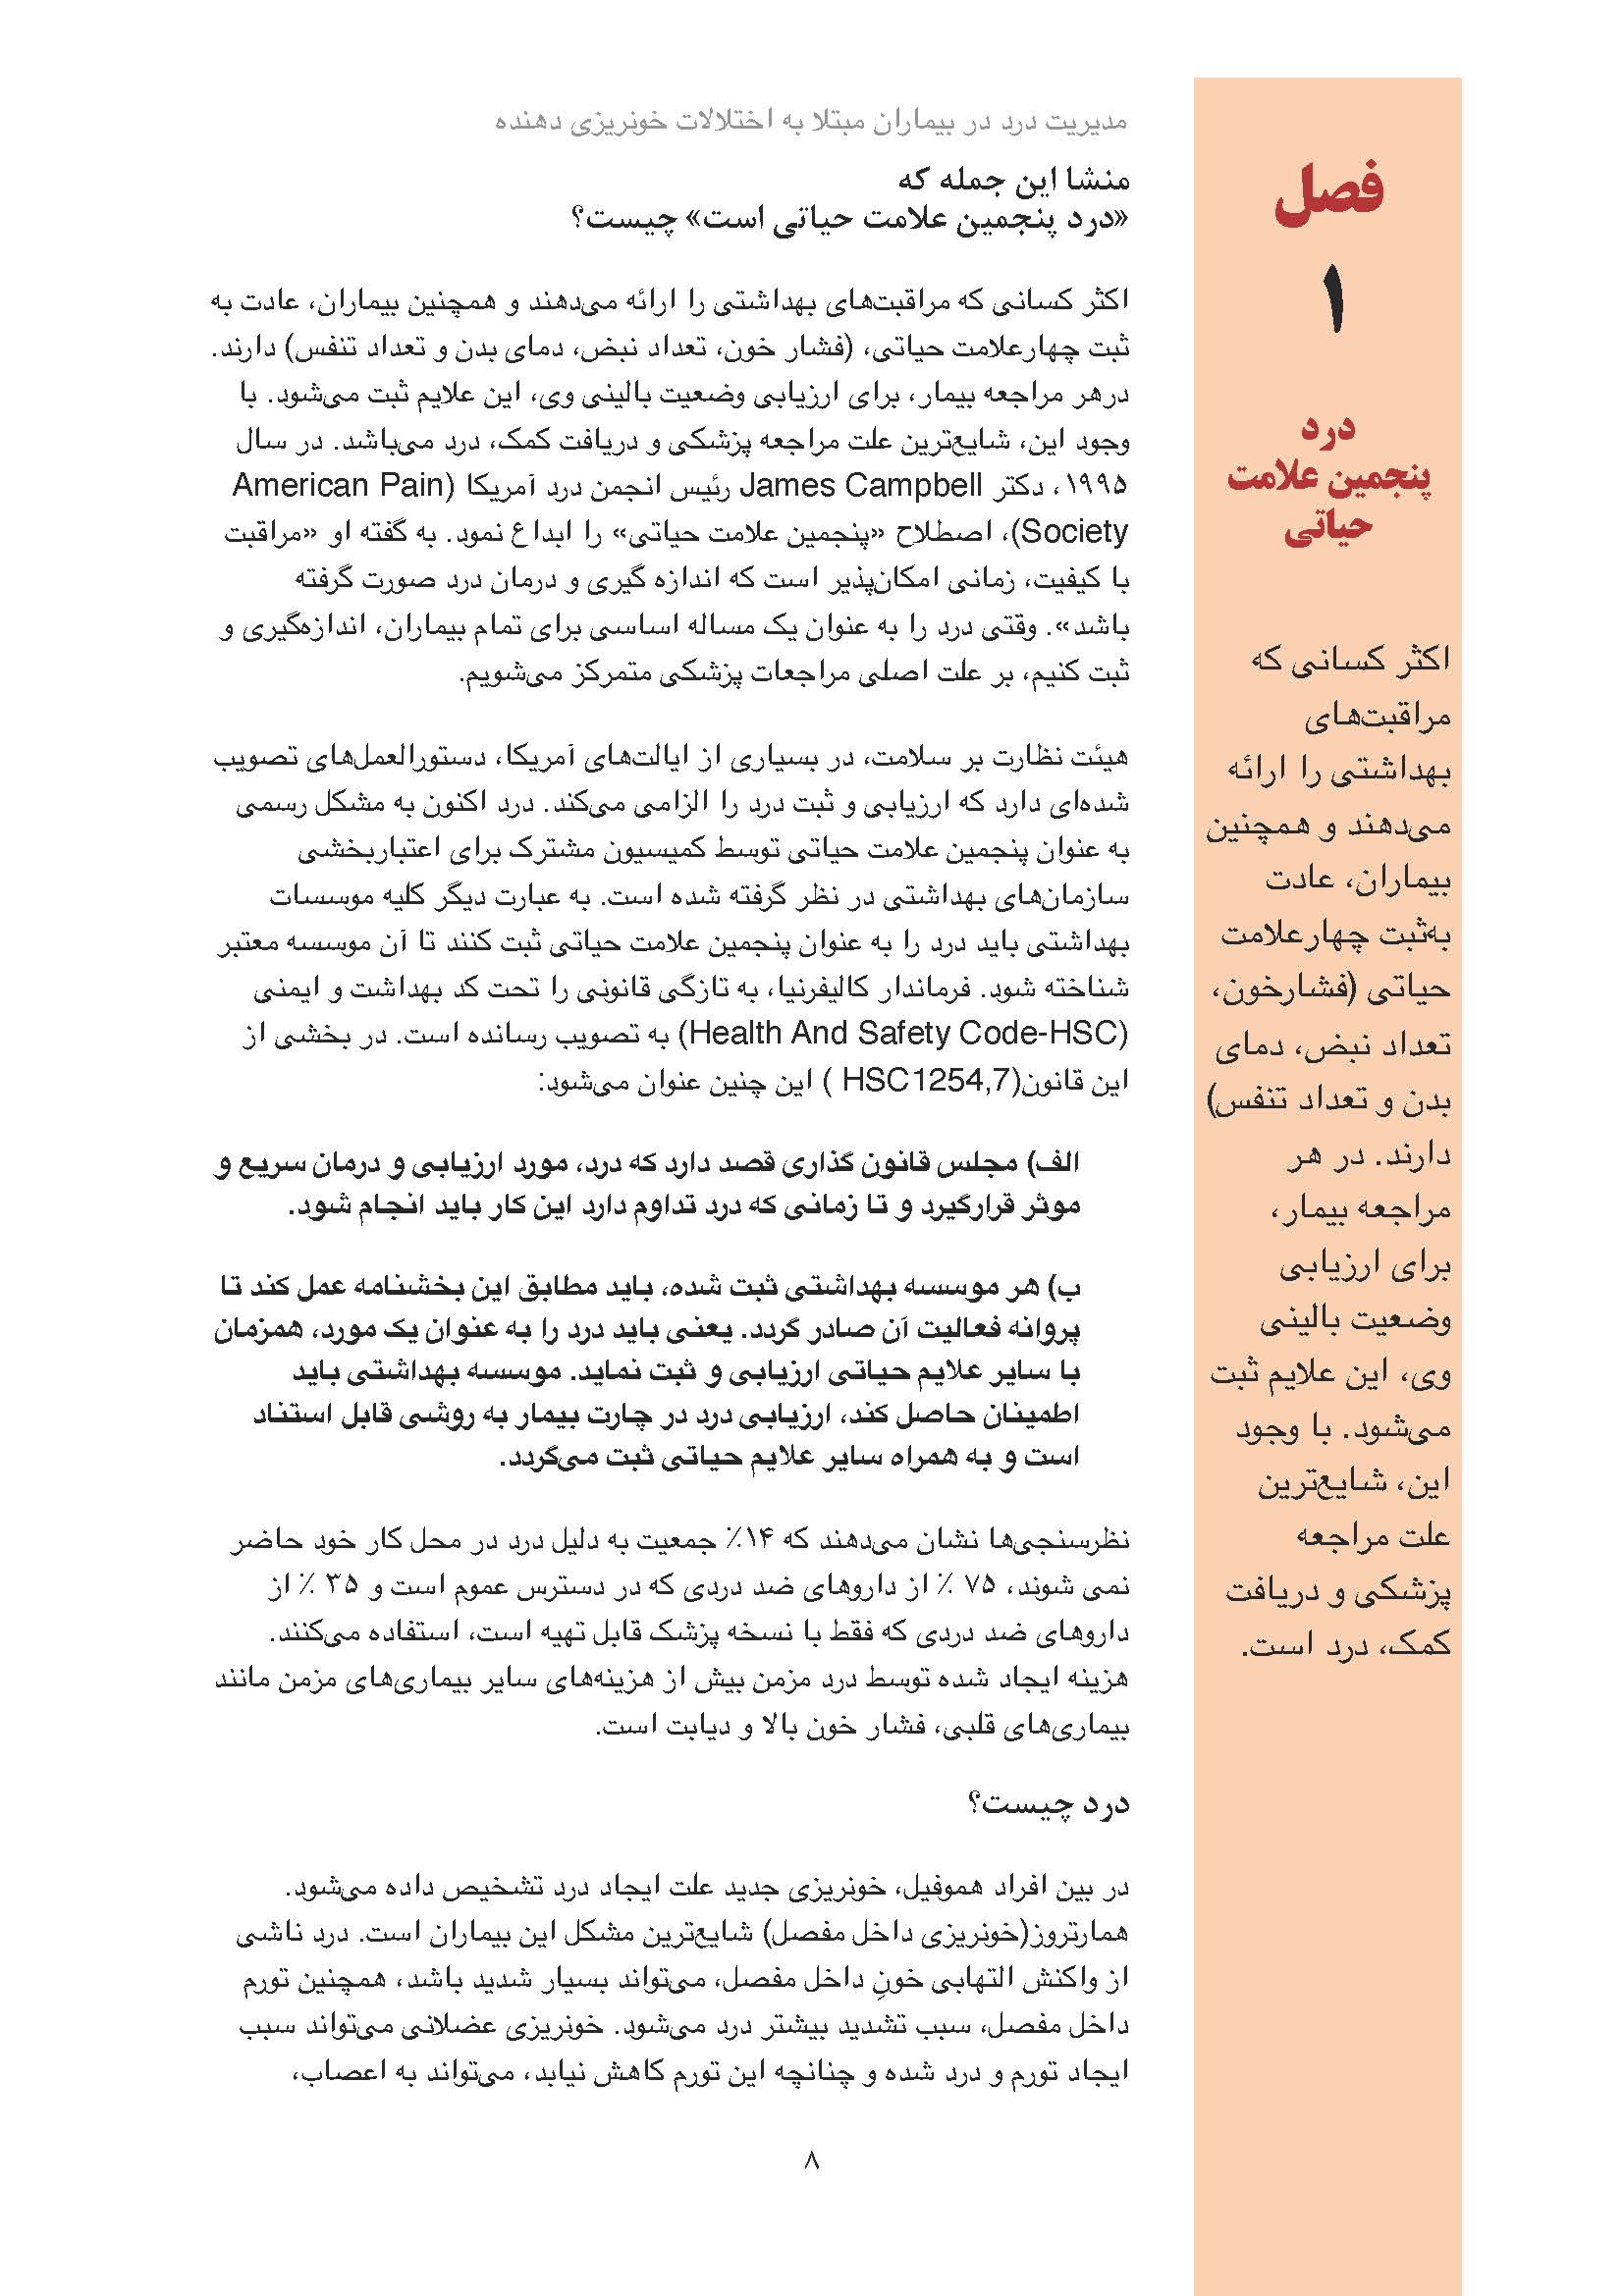 مدیریت درد در بیماران مبتلا به اختلالات خونریزی دهنده
فصل
۱
درد
پنجمین علامت
حیاتی
اکثر کسانی که
مراقبت‌های
بهداشتی را ارائه
می‌دهند و همچنین
بیماران، عادت
به‌ثبت چهارعلامت
حیاتی (فشارخون،
تعداد نبض، دمای
بدن و تعداد تنفس)
دارند. در هر
مراجعه بیمار،
برای ارزیابی
وضعیت بالینی
وی، این علایم ثبت
می‌شود. با وجود
این، شایع‌ترین
علت مراجعه
پزشکی و دریافت
کمک، درد است.
منشا این جمله که
«درد پنجمین علامت حیاتی است» چیست؟
اکثر کسانی که مراقبت‌های بهداشتی را ارائه می‌دهند و همچنین بیماران، عادت به
ثبت چهارعلامت حیاتی، (فشار خون، تعداد نبض، دمای بدن و تعداد تنفس) دارند.
درهر مراجعه بیمار، برای ارزیابی وضعیت بالینی وی، این علایم ثبت می‌شود. با
وجود این، شایع‌ترین علت مراجعه پزشکی و دریافت کمک، درد می‌باشد. در سال
۱۹۹۵، دکتر James Campbell رئیس انجمن درد آمریکا (American Pain
Society)، اصطلاح «پنجمین علامت حیاتی» را ابداع نمود. به گفته او «مراقبت
با کیفیت، زمانی امکان‌پذیر است که اندازه گیری و درمان درد صورت گرفته
باشد». وقتی درد را به عنوان یک مساله اساسی برای تمام بیماران، اندازه‌گیری و
ثبت کنیم، بر علت اصلی مراجعات پزشکی متمرکز می‌شویم.
هیئت نظارت بر سلامت، در بسیاری از ایالت‌های آمریکا، دستورالعمل‌های تصویب
شده‌ای دارد که ارزیابی و ثبت درد را الزامی می‌کند. درد اکنون به مشکل رسمی
به عنوان پنجمین علامت حیاتی توسط کمیسیون مشترک برای اعتباربخشی
سازمان‌های بهداشتی در نظر گرفته شده است. به عبارت دیگر کلیه موسسات
بهداشتی باید درد را به عنوان پنجمین علامت حیاتی ثبت کنند تا آن موسسه معتبر
شناخته شود. فرماندار کالیفرنیا، به تازگی قانونی را تحت کد بهداشت و ایمنی
(Health And Safety Code-HSC) به تصویب رسانده است. در بخشی از
این قانون(HSC1254,7 ) این چنین عنوان می‌شود:
الف) مجلس قانون گذاری قصد دارد که درد، مورد ارزیابی و درمان سریع و
موثر قرارگیرد و تا زمانی که درد تداوم دارد این کار باید انجام شود.
ب) هر موسسه بهداشتی ثبت شده، باید مطابق این بخشنامه عمل کند تا
پروانه فعالیت آن صادر گردد. یعنی باید درد را به عنوان یک مورد، همزمان
با سایر علایم حیاتی ارزیابی و ثبت نماید. موسسه بهداشتی باید
اطمینان حاصل کند، ارزیابی درد در چارت بیمار به روشی قابل استناد
است و به همراه سایر علایم حیاتی ثبت می‌گردد.
نظرسنجی‌ها نشان می‌دهند که ۱۴٪ جمعیت به دلیل درد در محل کار خود حاضر
نمی شوند، ۷۵ ٪ از داروهای ضد دردی که در دسترس عموم است و ۳۵ ٪ از
داروهای ضد دردی که فقط با نسخه پزشک قابل تهیه است، استفاده می‌کنند.
هزینه ایجاد شده توسط درد مزمن بیش از هزینه‌های سایر بیماری‌های مزمن مانند
بیماری‌های قلبی، فشار خون بالا و دیابت است.
درد چیست؟
در بین افراد هموفیل، خونریزی جدید علت ایجاد درد تشخیص داده می‌شود.
همارتروز(خونریزی داخل مفصل) شایع‌ترین مشکل این بیماران است. درد ناشی
از واکنش التهابی خونِ داخل مفصل، می‌تواند بسیار شدید باشد، همچنین تورم
داخل مفصل، سبب تشدید بیشتر درد می‌شود. خونریزی عضلانی می‌تواند سبب
ایجاد تورم و درد شده و چنانچه این تورم کاهش نیابد، می‌تواند به اعصاب،
۸